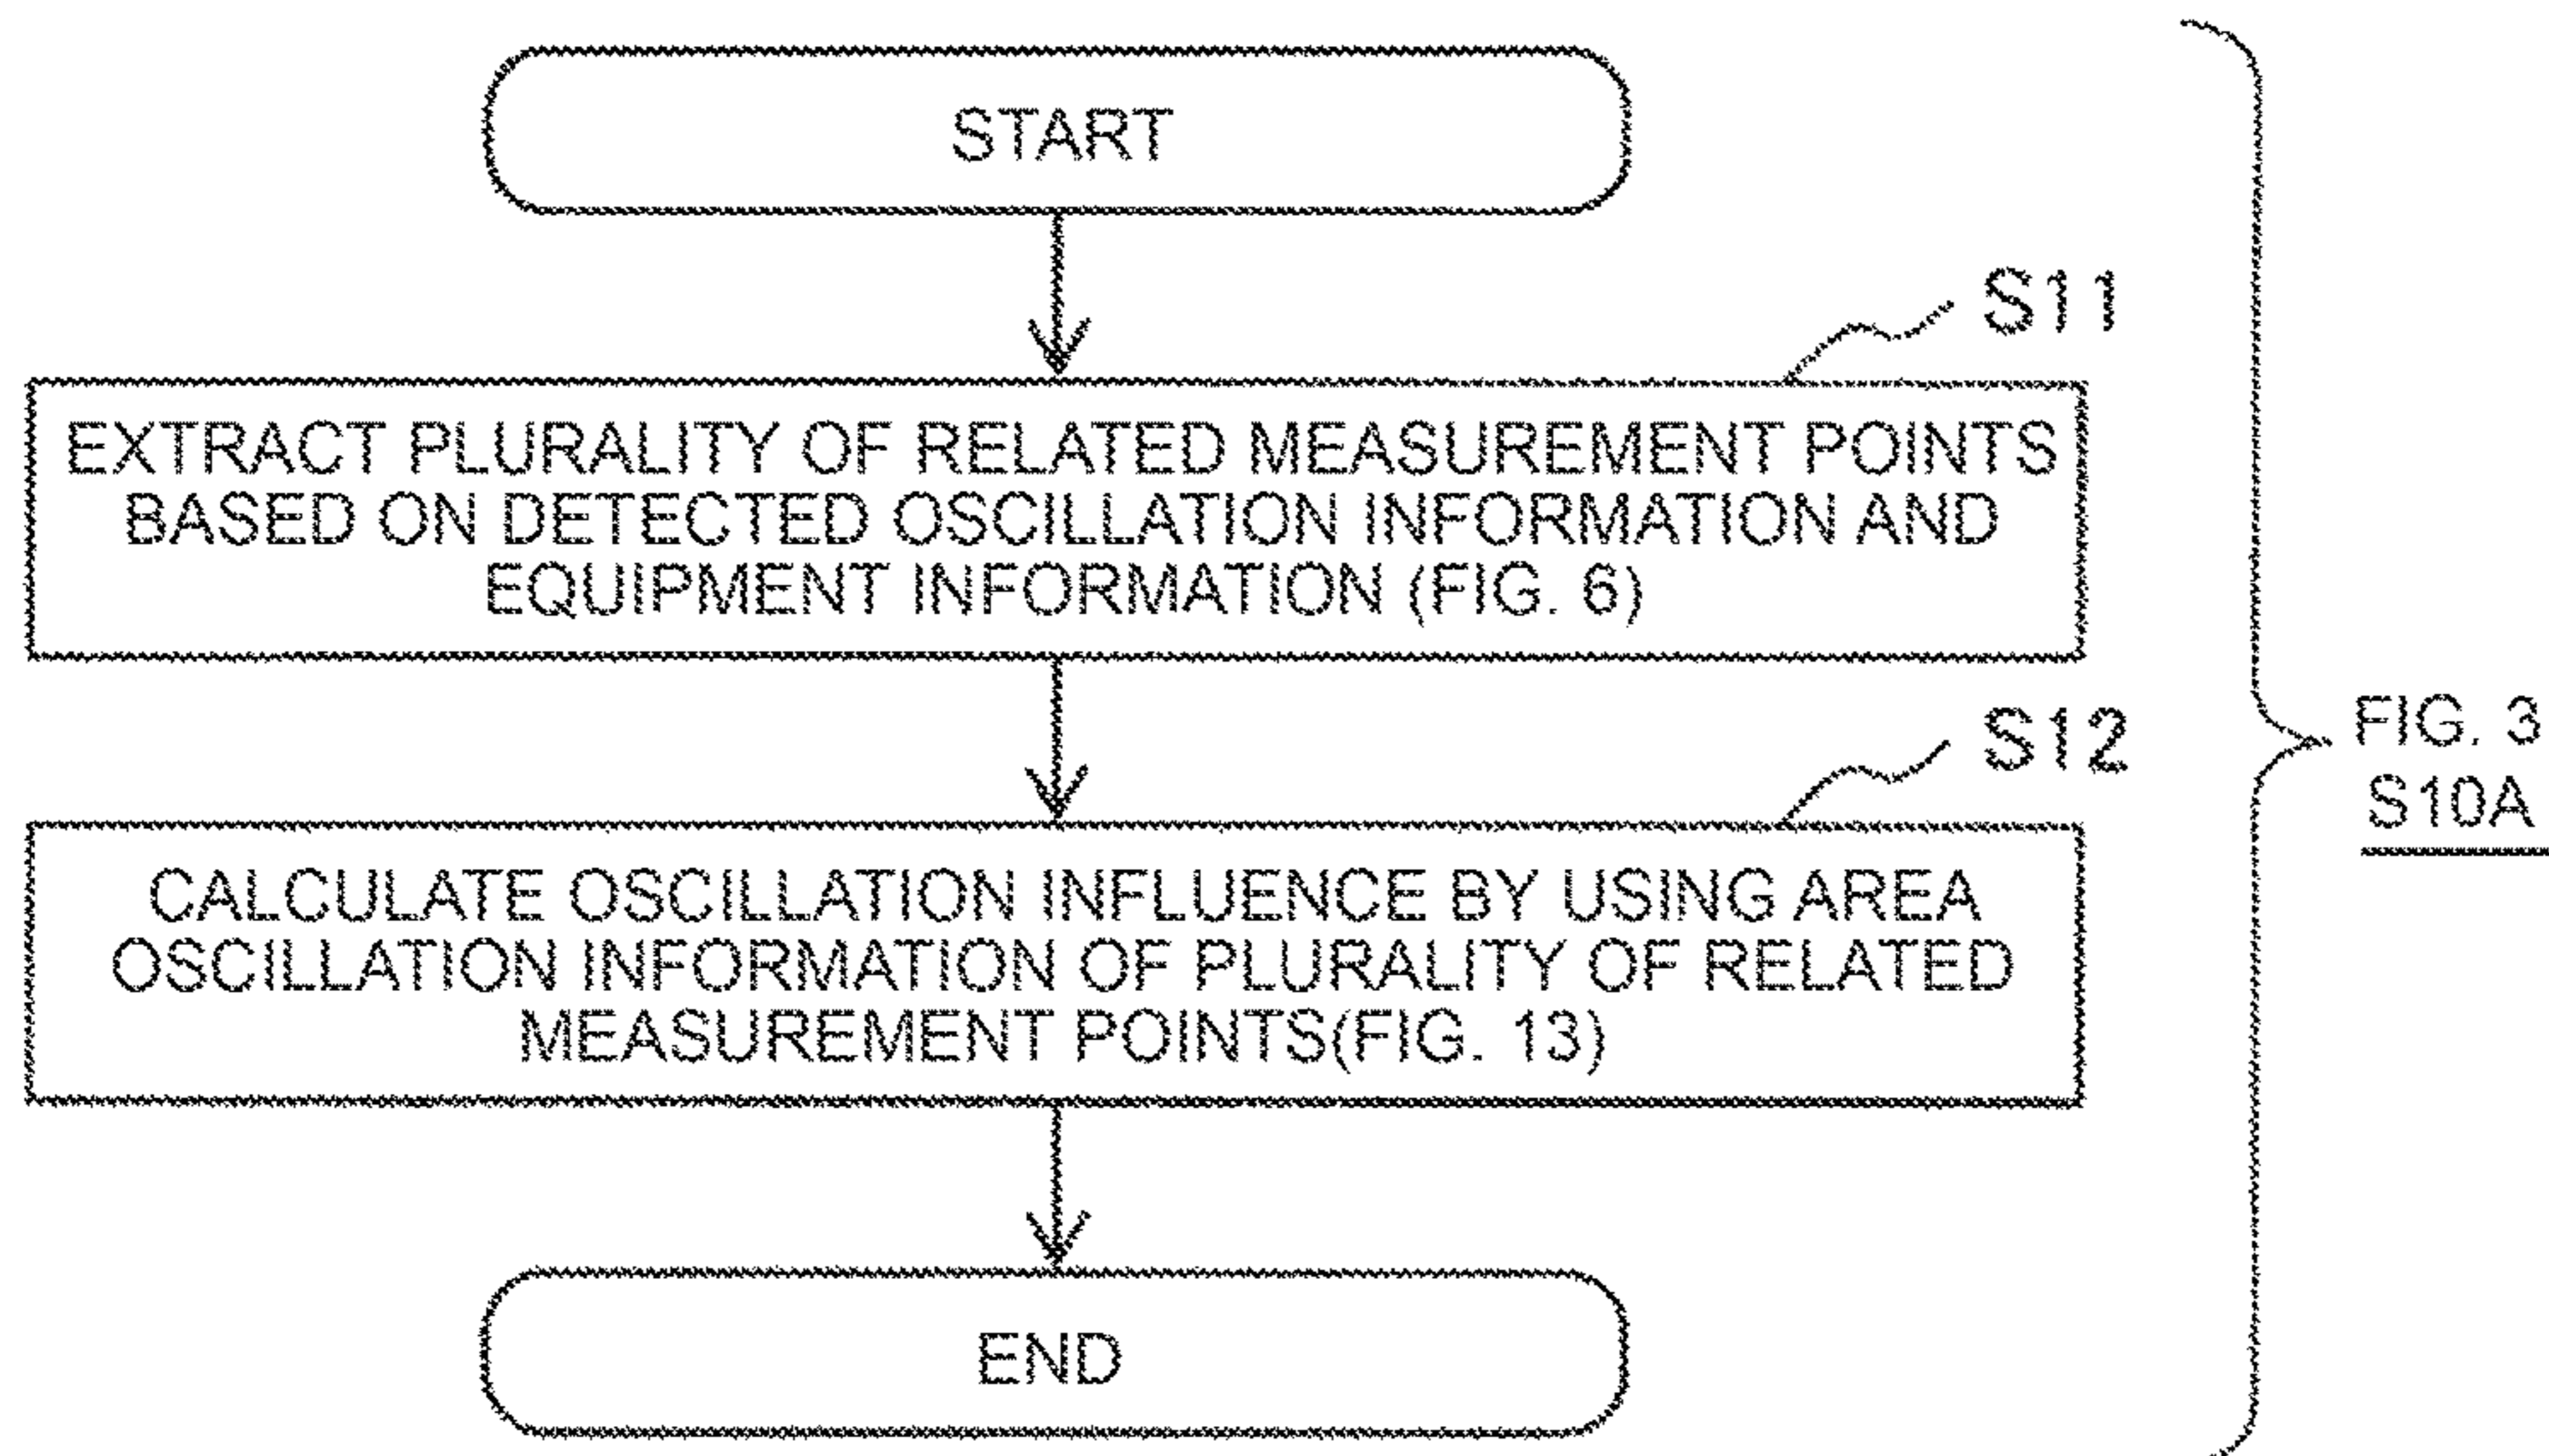 START
S11
EXTRACT PLURALITY OF RELATED MEASUREMENT POINTS
BASED ON DETECTED OSCILLATION INFORMATION AND
EQUIPMENT INFORMATION (FIG. 6)
S12
CALCULATE OSCILLATION INFLUENCE BY USING AREA
OSCILLATION INFORMATION OF PLURALITY OF RELATED
MEASUREMENT POINTS(FIG. 13)
END
FIG. 3
S10A